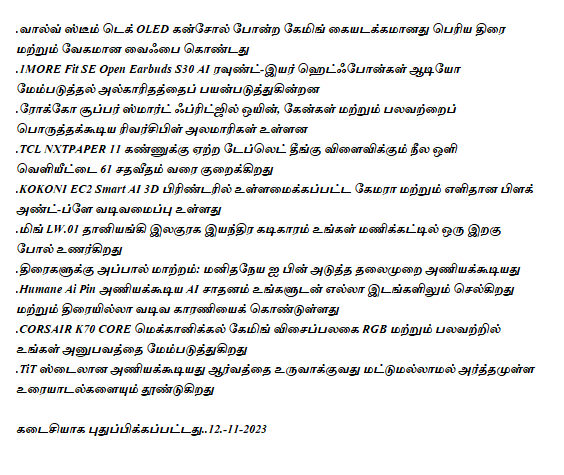 .வால்வ் ஸ்டீம் டெக் OLED கன்சோல் போன்ற கேமிங் கையடக்கமானது பெரிய திரை
மற்றும் வேகமான வைஃபை கொண்டது
.1MORE Fit SE Open Earbuds S30 AI ரவுண்ட்-இயர் ஹெட்ஃபோன்கள் ஆடியோ
மேம்படுத்தல் அல்காரிதத்தைப் பயன்படுத்துகின்றன
.ரோக்கோ சூப்பர் ஸ்மார்ட் ஃப்ரிட்ஜில் ஒயின், கேன்கள் மற்றும் பலவற்றைப்
பொருத்தக்கூடிய ரிவர்சிபிள் அலமாரிகள் உள்ளன
.TCL NXTPAPER 11 கண்ணுக்கு ஏற்ற டேப்லெட் தீங்கு விளைவிக்கும் நீல ஒளி
வெளியீட்டை 61 சதவீதம் வரை குறைக்கிறது
.KOKONI EC2 Smart AI 3D பிரிண்டரில் உள்ளமைக்கப்பட்ட கேமரா மற்றும் எளிதான பிளக்
அண்ட்-ப்ளே வடிவமைப்பு உள்ளது
.மிங் LW.01 தானியங்கி இலகுரக இயந்திர கடிகாரம் உங்கள் மணிக்கட்டில் ஒரு இறகு
போல் உணர்கிறது
.திரைகளுக்கு அப்பால் மாற்றம்: மனிதநேய ஐ பின் அடுத்த தலைமுறை அணியக்கூடியது
.Humane Ai Pin அணியக்கூடிய AI சாதனம் உங்களுடன் எல்லா இடங்களிலும் செல்கிறது
மற்றும் திரையில்லா வடிவ காரணியைக் கொண்டுள்ளது
.CORSAIR K70 CORE மெக்கானிக்கல் கேமிங் விசைப்பலகை RGB மற்றும் பலவற்றில்
உங்கள் அனுபவத்தை மேம்படுத்துகிறது
.TiT ஸ்டைலான அணியக்கூடியது ஆர்வத்தை உருவாக்குவது மட்டுமல்லாமல் அர்த்தமுள்ள
உரையாடல்களையும் தூண்டுகிறது
கடைசியாக புதுப்பிக்கப்பட்டது..12.-11-2023